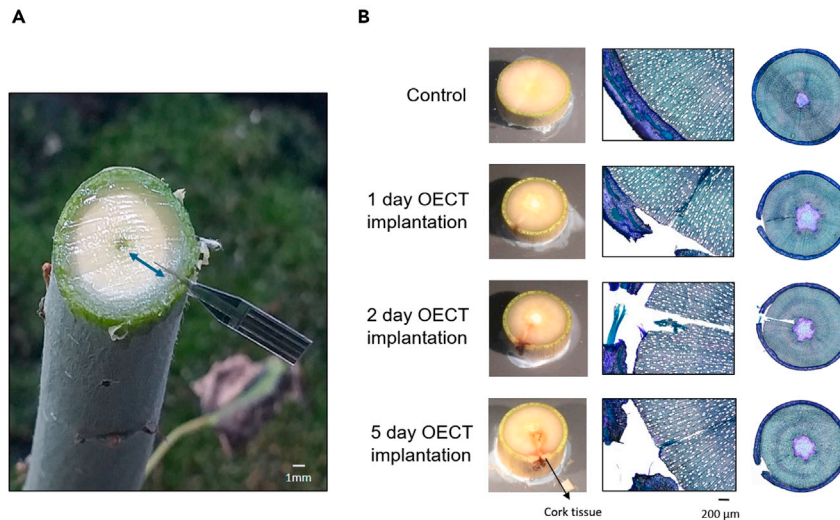 A
B
Control
1 day OECT
implantation
2 day OECT
implantation
5 day OECT
implantation
1mm
Cork tissue
200 µm